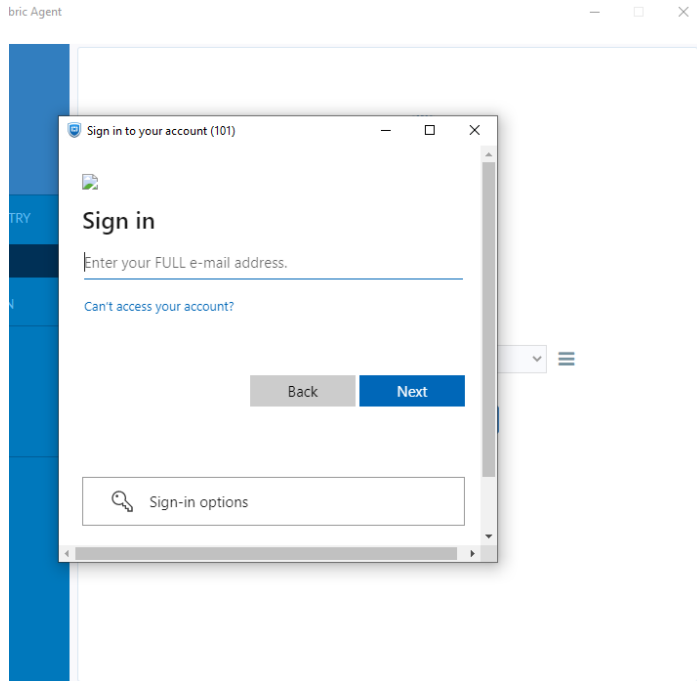 bric Agent
Sign in to your account (101)
Sign in
TRY
Enter your FULL e-mail address.
N
Can't access your account?
Back
Next
Sign-in options